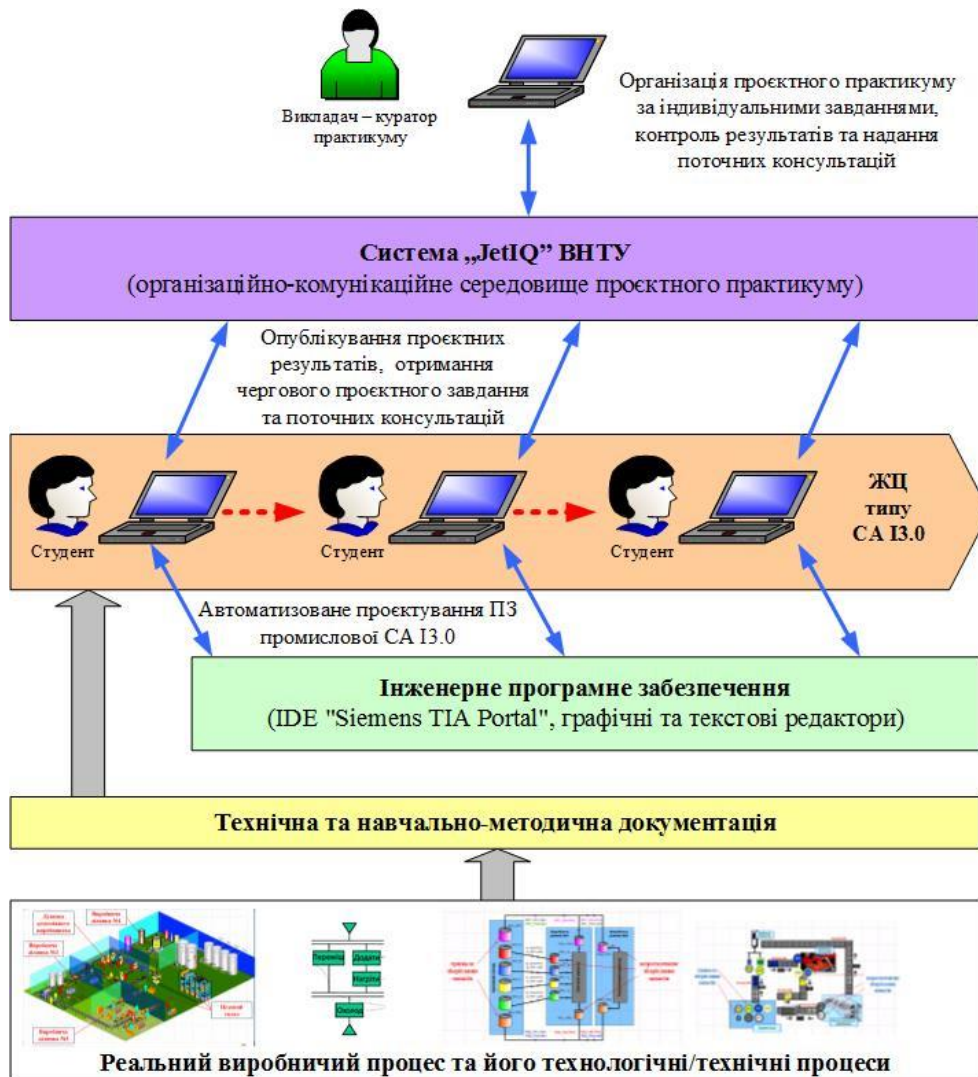 Викладач – куратор
практикуму
Організація проєктного практикуму
за індивідуальними завданнями,
контроль результатів та надання
поточних консультацій
Система „JetIQ” ВНТУ
(організаційно-комунікаційне середовище проєктного практикуму)
Опублікування проєктних
результатів, отримання
чергового проєктного завдання
та поточних консультацій
Студент
Студент
Студент
ЖЦ
типу
СА І3.0
Автоматизоване проєктування ПЗ
промислової СА І3.0
Інженерне програмне забезпечення
(IDE "Siemens TIA Portal", графічні та текстові редактори)
Технічна та навчально-методична документація
Додати
Нагріти
Реальний виробничий процес та його технологічні/технічні процеси